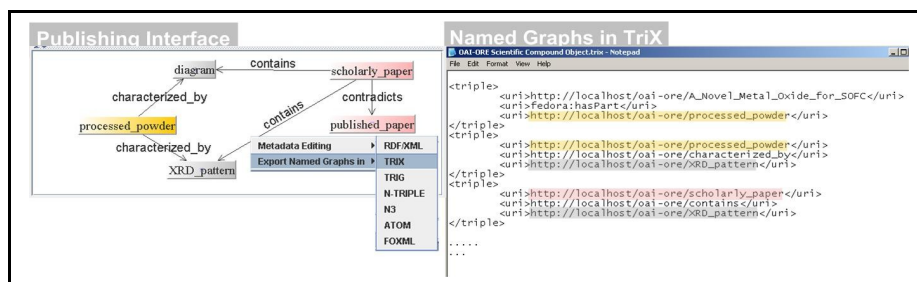 Publishing Interface
diagram
contains
scholarly_paper
characterized_by
contains
contradicts
processed_powder
published_paper
characterized_by
XRD_pattern
Metadata Editing
Export Named Graphs in
RDF/XML
TRIX
TRIG
N-TRIPLE
N3
ATOM
FOXML
Named Graphs in TriX
OAI-ORE Scientific Compound Object.trix - Notepad
File Edit Format View Help
<triple>
<uri>http://localhost/oai-ore/A_Novel_Metal_Oxide_for_SOFC</uri>
<uri>fedora:hasPart</uri>
<uri>http://localhost/oai-ore/processed_powder</uri>
</triple>
<triple>
<uri>http://localhost/oai-ore/processed_powder</uri>
<uri>http://localhost/oai-ore/characterized_by</uri>
<uri>http://localhost/oai-ore/XRD_pattern</uri>
</triple>
<triple>
<uri>http://localhost/oai-ore/scholarly_paper</uri>
<uri>http://localhost/oai-ore/contains</uri>
<uri>http://localhost/oai-ore/XRD_pattern</uri>
</triple>
.....
...